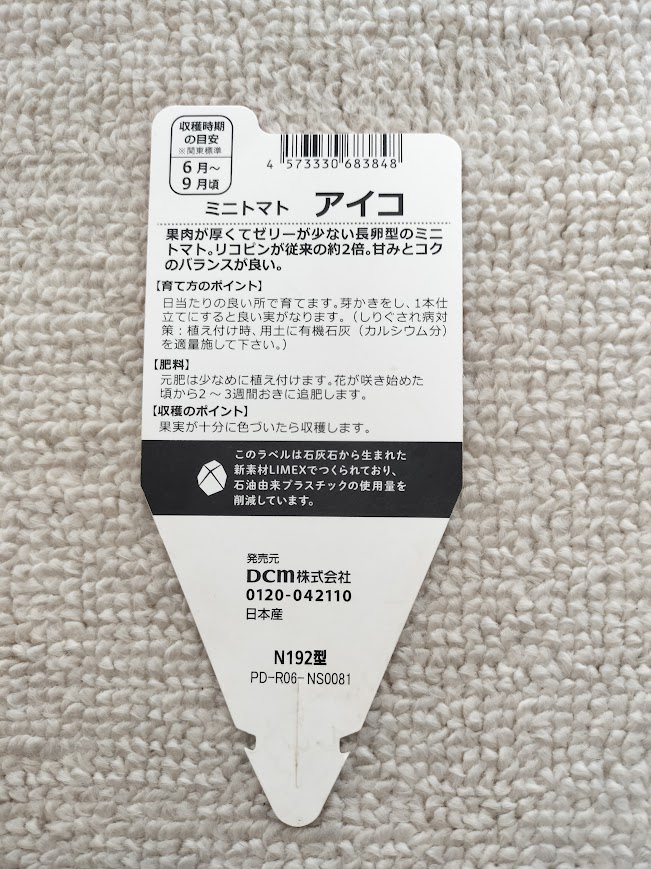 収穫時期
の目安
※関東標準
6月〜
9月頃
4 573330 683848
ミニトマト アイコ
果肉が厚くてゼリーが少ない長卵型のミニ
トマト。リコピンが従来の約2倍。甘みとコク
のバランスが良い。
【育て方のポイント】
日当たりの良い所で育てます。芽かきをし、1本仕
立てにすると良い実がなります。（しりぐされ病対
策：植え付け時、用土に有機石灰（カルシウム分）
を適量施して下さい。）
【肥料】
元肥は少なめに植え付けます。花が咲き始めた
頃から2〜3週間おきに追肥します。
【収穫のポイント】
果実が十分に色づいたら収穫します。
このラベルは石灰石から生まれた
新素材LIMEXでつくられており、
石油由来プラスチックの使用量を
削減しています。
発売元
DCM株式会社
0120-042110
日本産
N192型
PD-R06-NS0081